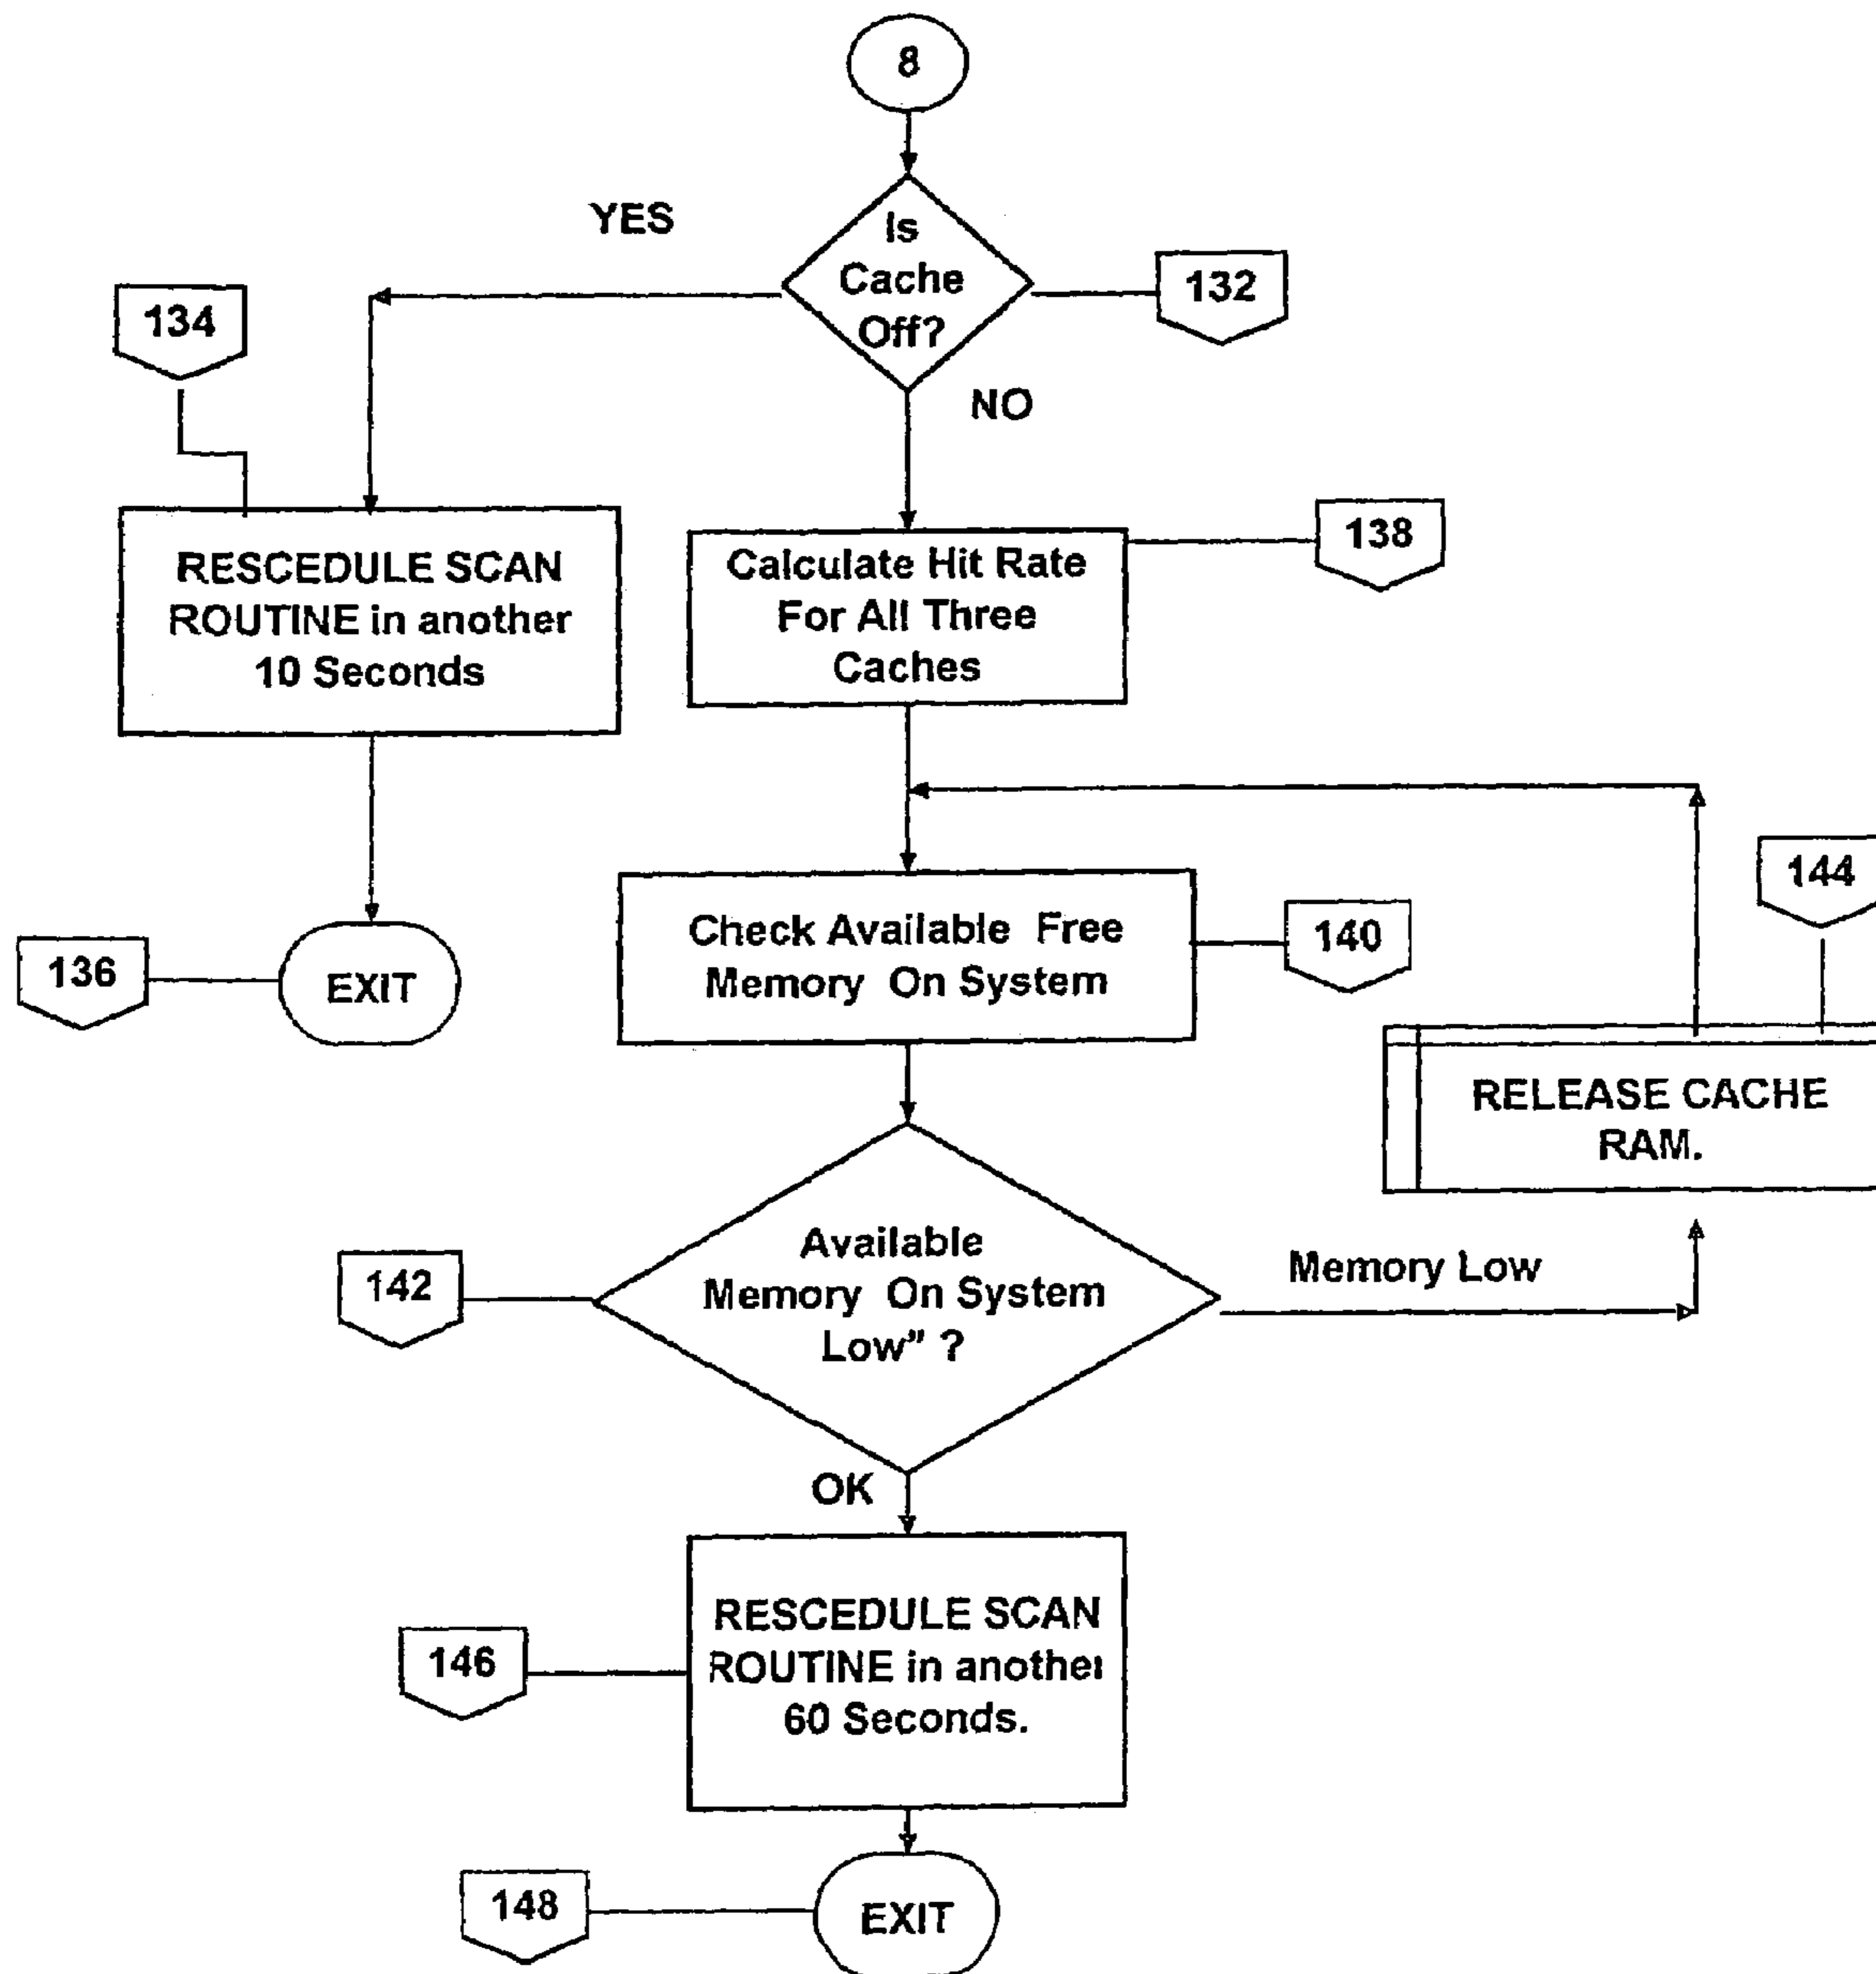 8
YES
Is
Cache
Off?
132
134
NO
RESCEDULE SCAN
ROUTINE in another
10 Seconds
Calculate Hit Rate
For All Three
Caches
138
144
136
EXIT
Check Available Free
Memory On System
140
RELEASE CACHE
RAM.
142
Available
Memory On System
Low" ?
Memory Low
OK
146
RESCEDULE SCAN
ROUTINE in another
60 Seconds.
148
EXIT